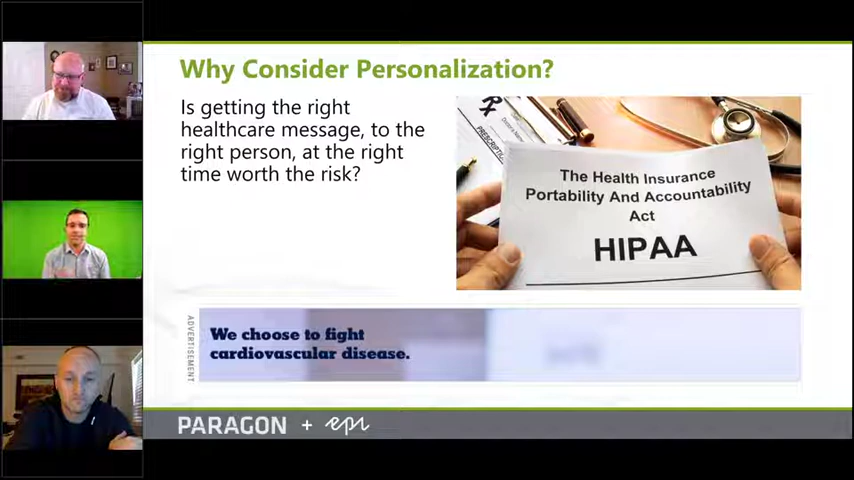 Why Consider Personalization?
Is getting the right
healthcare message, to the
right person, at the right
time worth the risk?
PRESCRIPTION
The Health Insurance
Portability And Accountability
Act
HIPAA
ADVERTISEMENT
We choose to fight
cardiovascular disease.
PARAGON + epi